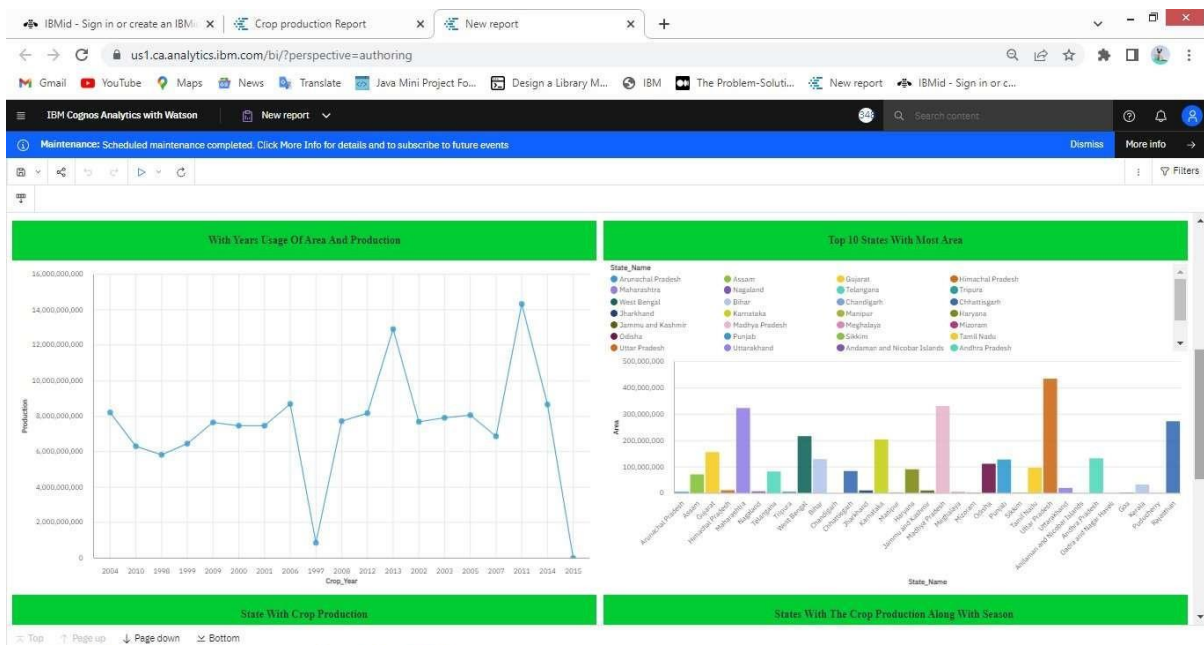 IBMid - Sign in or create an IBMi
Crop production Report
New report
us1.ca.analytics.ibm.com/bi/?perspective=authoring
Gmail YouTube Maps News Translate Java Mini Project Fo... Design a Library M... IBM The Problem-Soluti... New report IBMid - Sign in or c...
IBM Cognos Analytics with Watson New report Search content
Maintenance: Scheduled maintenance completed. Click More Info for details and to subscribe to future events Dismiss More info
Filters
With Years Usage Of Area And Production
16,000,000,000
14,000,000,000
12,000,000,000
10,000,000,000
8,000,000,000
6,000,000,000
4,000,000,000
2,000,000,000
0
Production
2004 2010 1998 1999 2009 2000 2001 2006 1997 2008 2012 2013 2002 2003 2005 2007 2011 2014 2015
Crop_Year
Top 10 States With Most Area
State_Name
Arunachal Pradesh Assam Gujarat Himachal Pradesh
Maharashtra Nagaland Telangana Tripura
West Bengal Bihar Chandigarh Chhattisgarh
Jharkhand Karnataka Manipur Haryana
Jammu and Kashmir Madhya Pradesh Meghalaya Mizoram
Odisha Punjab Sikkim Tamil Nadu
Uttar Pradesh Uttarakhand Andaman and Nicobar Islands Andhra Pradesh
500,000,000
400,000,000
300,000,000
200,000,000
100,000,000
0
Area
Arunachal Pradesh Assam Gujarat Himachal Pradesh Maharashtra Nagaland Telangana Tripura West Bengal Bihar Chandigarh Chhattisgarh Jharkhand Karnataka Manipur Haryana Jammu and Kashmir Madhya Pradesh Meghalaya Mizoram Odisha Punjab Sikkim Tamil Nadu Uttar Pradesh Uttarakhand Andaman and Nicobar Islands Andhra Pradesh Dadra and Nagar Haveli Goa Kerala Puducherry Rajasthan
State_Name
State With Crop Production
States With The Crop Production Along With Season
Top Page up Page down Bottom